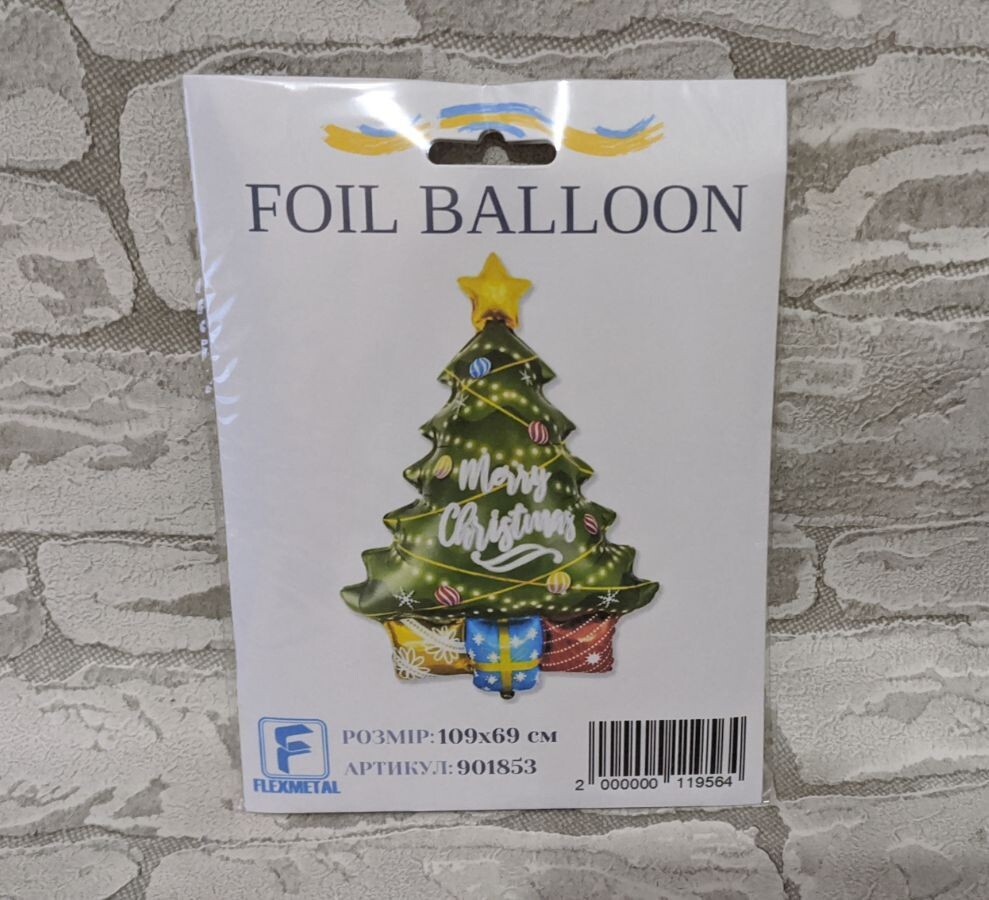 FOIL BALLOON
Merry
Christmas
РОЗМІР: 109x69 см
АРТИКУЛ: 901853
FLEXMETAL
2 000000 119564